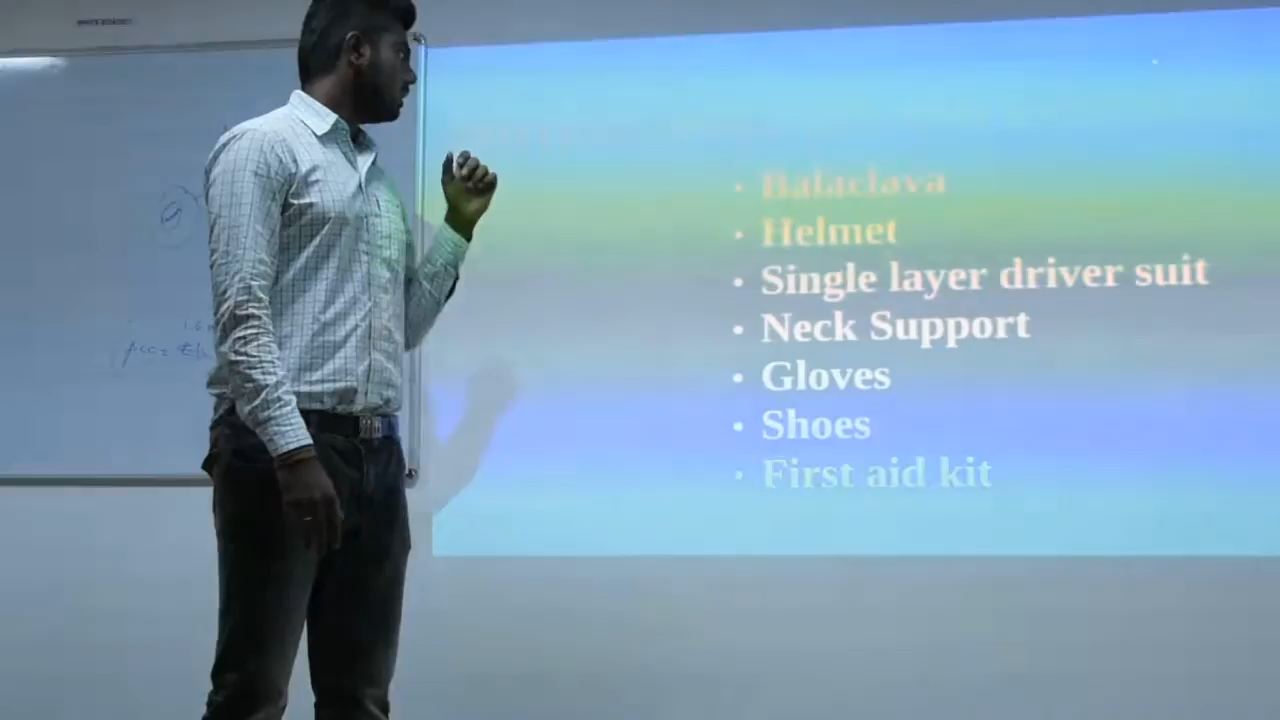 Balaclava
Helmet
Single layer driver suit
Neck Support
Gloves
Shoes
First aid kit